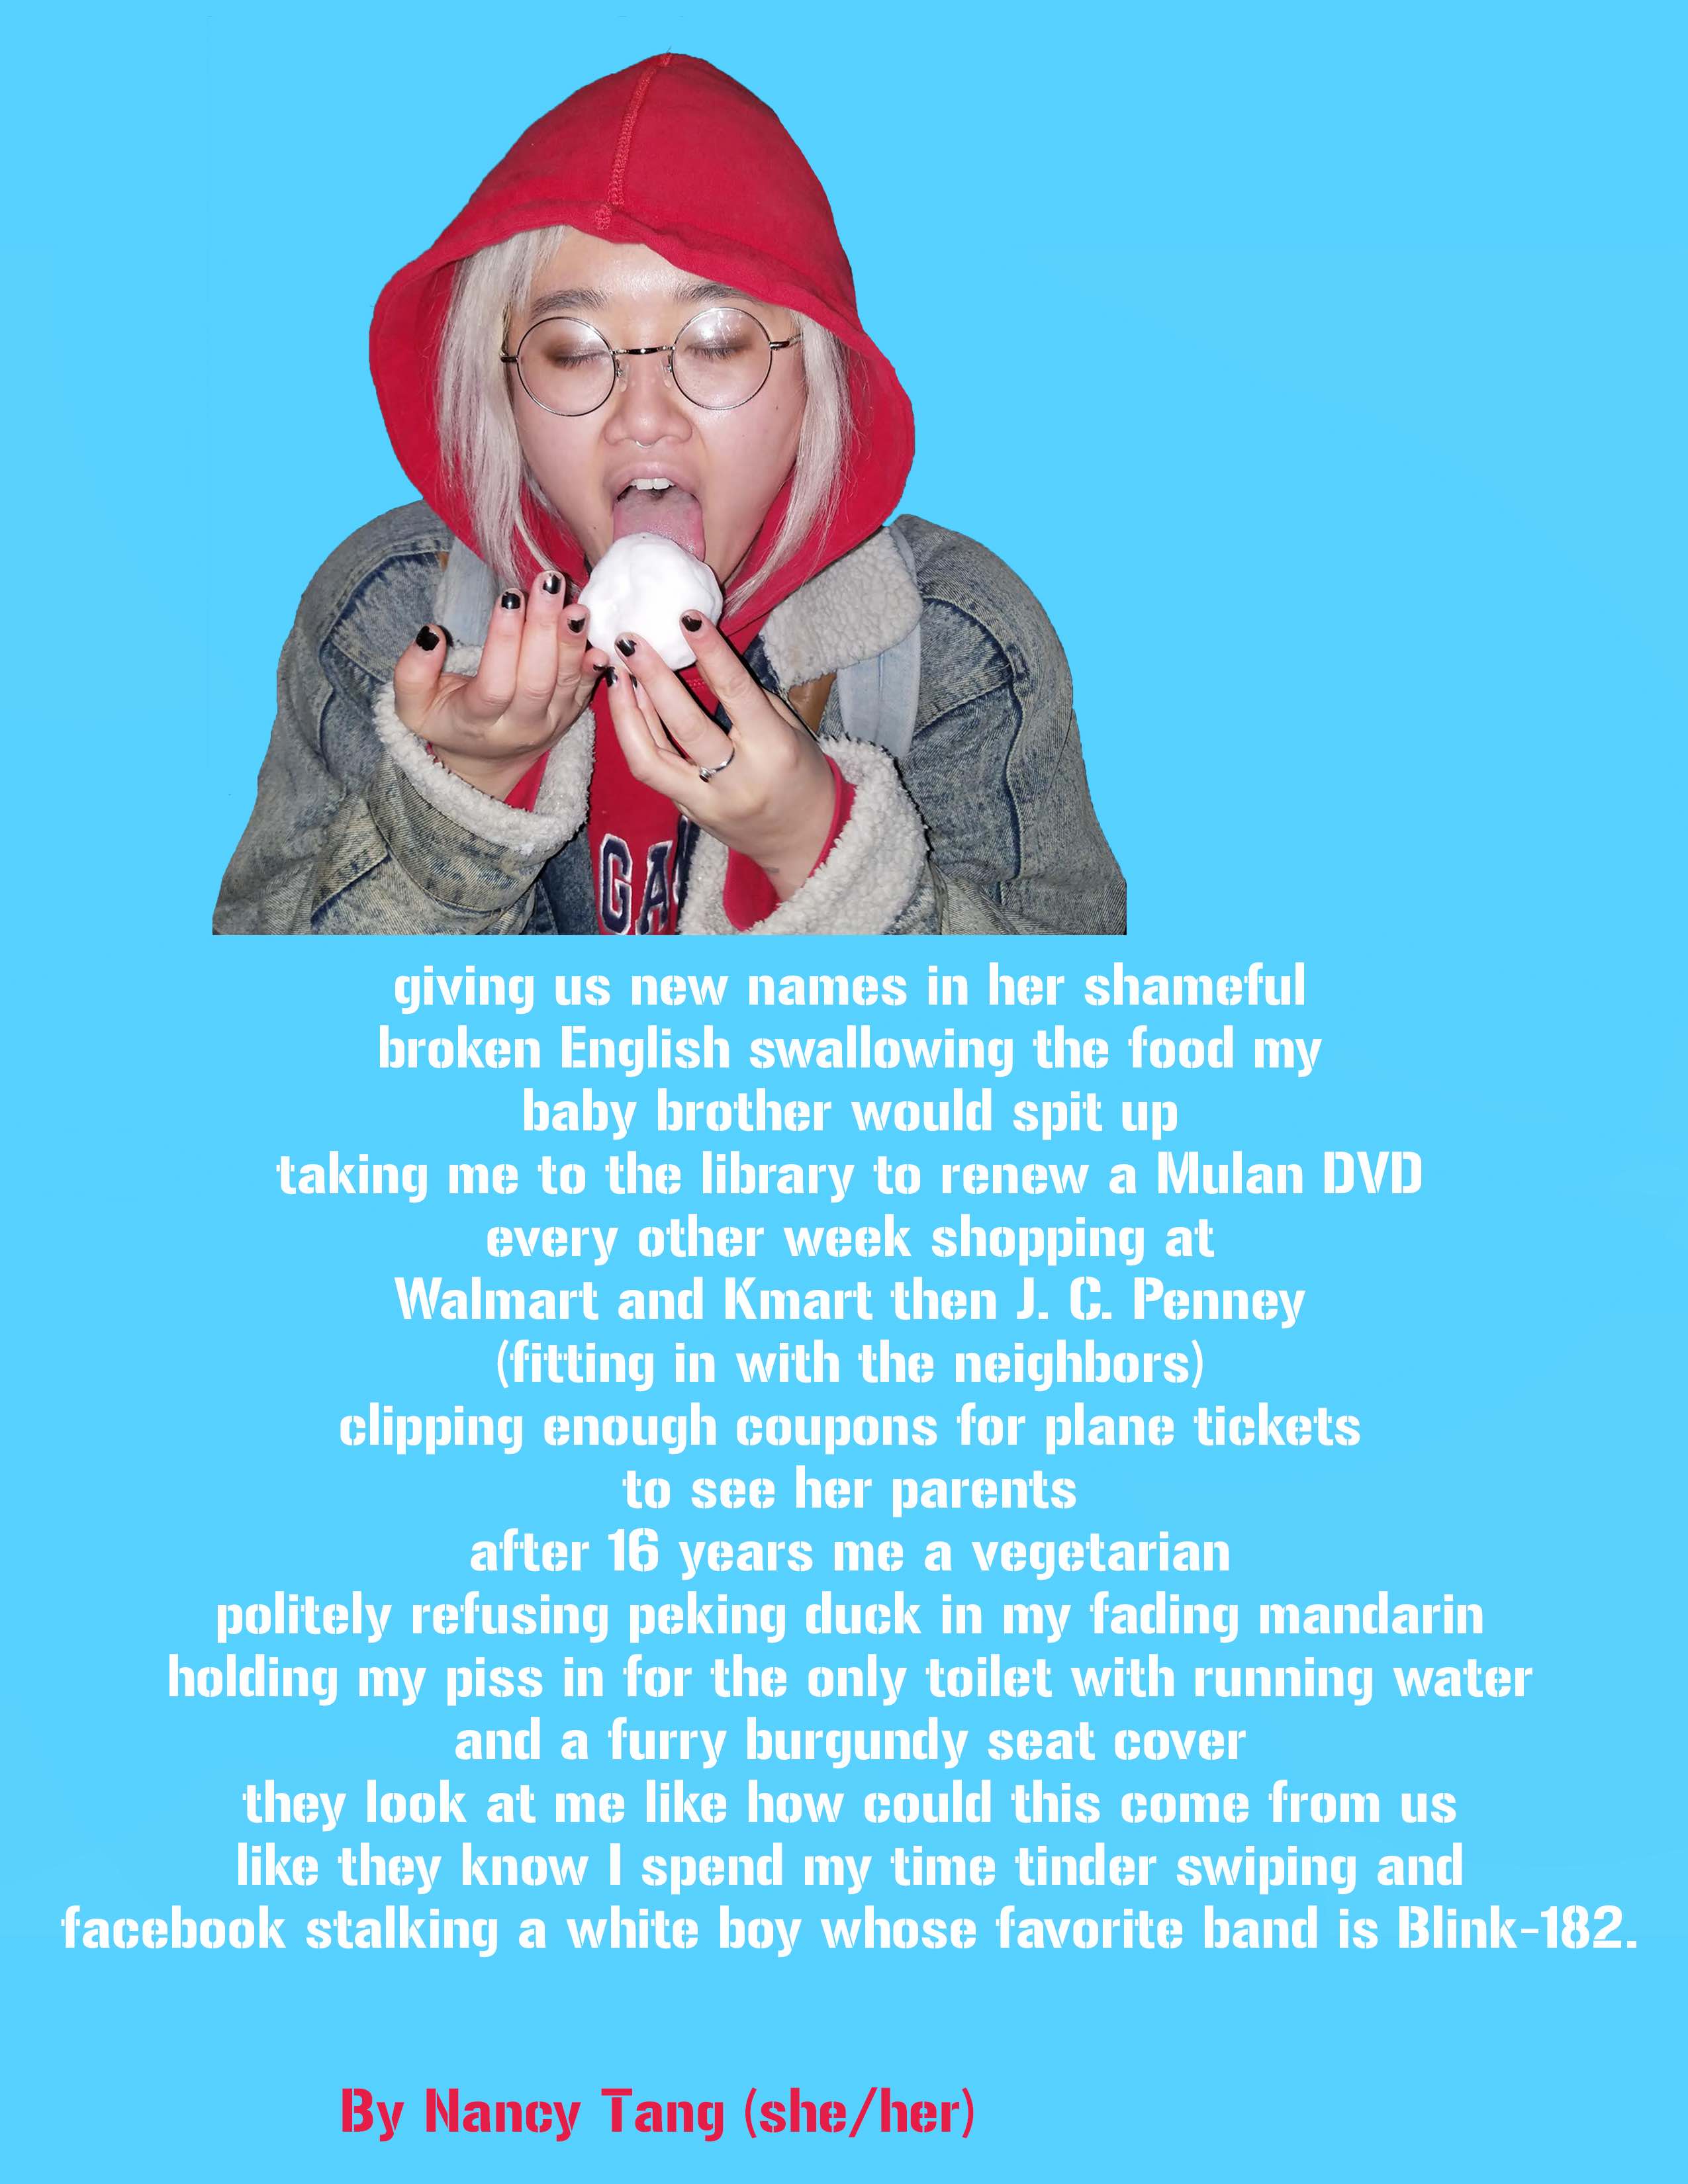 GA
giving us new names in her shameful
broken English swallowing the food my
baby brother would spit up
taking me to the library to renew a Mulan DVD
every other week shopping at
Walmart and Kmart then J. C. Penney
(fitting in with the neighbors)
clipping enough coupons for plane tickets
to see her parents
after 16 years me a vegetarian
politely refusing peking duck in my fading mandarin
holding my piss in for the only toilet with running water
and a furry burgundy seat cover
they look at me like how could this come from us
like they know I spend my time tinder swiping and
facebook stalking a white boy whose favorite band is Blink-182.
By Nancy Tang (she/her)